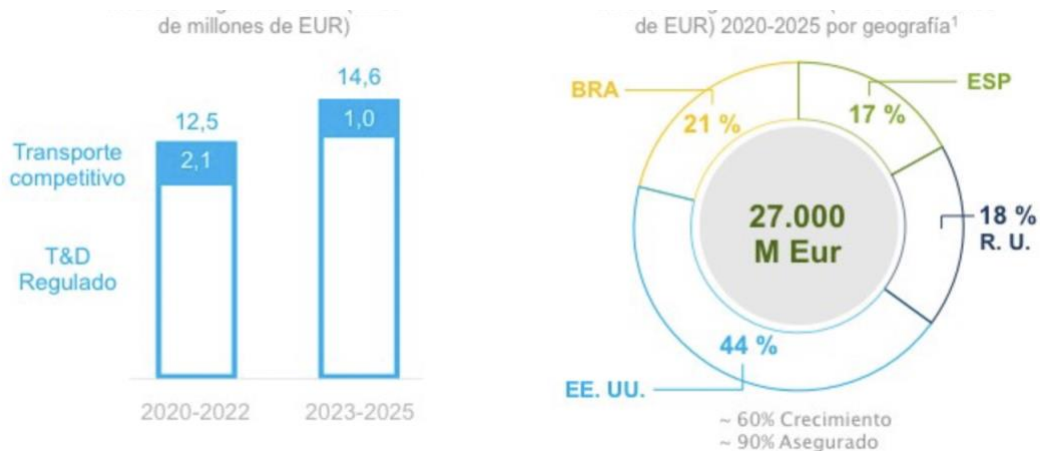 de millones de EUR)
14,6
12,5
1,0
2,1
Transporte
competitivo
T&D
Regulado
2020-2022
2023-2025
de EUR) 2020-2025 por geografía¹
BRA
21 %
ESP
17 %
18 %
R. U.
27.000
M Eur
44 %
EE. UU.
~ 60% Crecimiento
~ 90% Asegurado